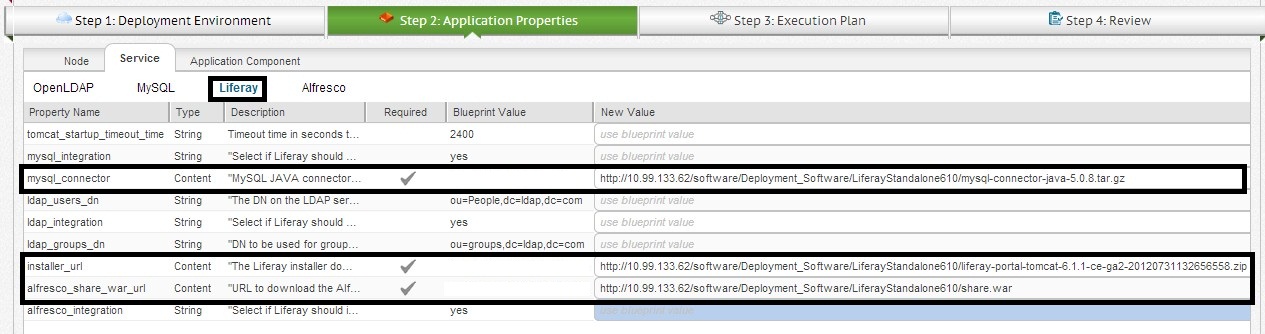 Step 1: Deployment Environment Step 2: Application Properties Step 3: Execution Plan Step 4: Review
Node Service Application Component
OpenLDAP MySQL Liferay Alfresco
Property Name Type Description Required Blueprint Value New Value
tomcat_startup_timeout_time String Timeout time in seconds t... 2400 use blueprint value
mysql_integration String "Select if Liferay should ... yes use blueprint value
mysql_connector Content "MySQL JAVA connector... http://10.99.133.62/software/Deployment_Software/LiferayStandalone610/mysql-connector-java-5.0.8.tar.gz
ldap_users_dn String "The DN on the LDAP ser... ou=People,dc=ldap,dc=com use blueprint value
ldap_integration String "Select if Liferay should ... yes use blueprint value
ldap_groups_dn String "DN to be used for group... ou=groups,dc=ldap,dc=com use blueprint value
installer_url Content "The Liferay installer do... http://10.99.133.62/software/Deployment_Software/LiferayStandalone610/liferay-portal-tomcat-6.1.1-ce-ga2-20120731132656558.zip
alfresco_share_war_url Content "URL to download the Alf... http://10.99.133.62/software/Deployment_Software/LiferayStandalone610/share.war
alfresco_integration String "Select if Liferay should i... yes use blueprint value